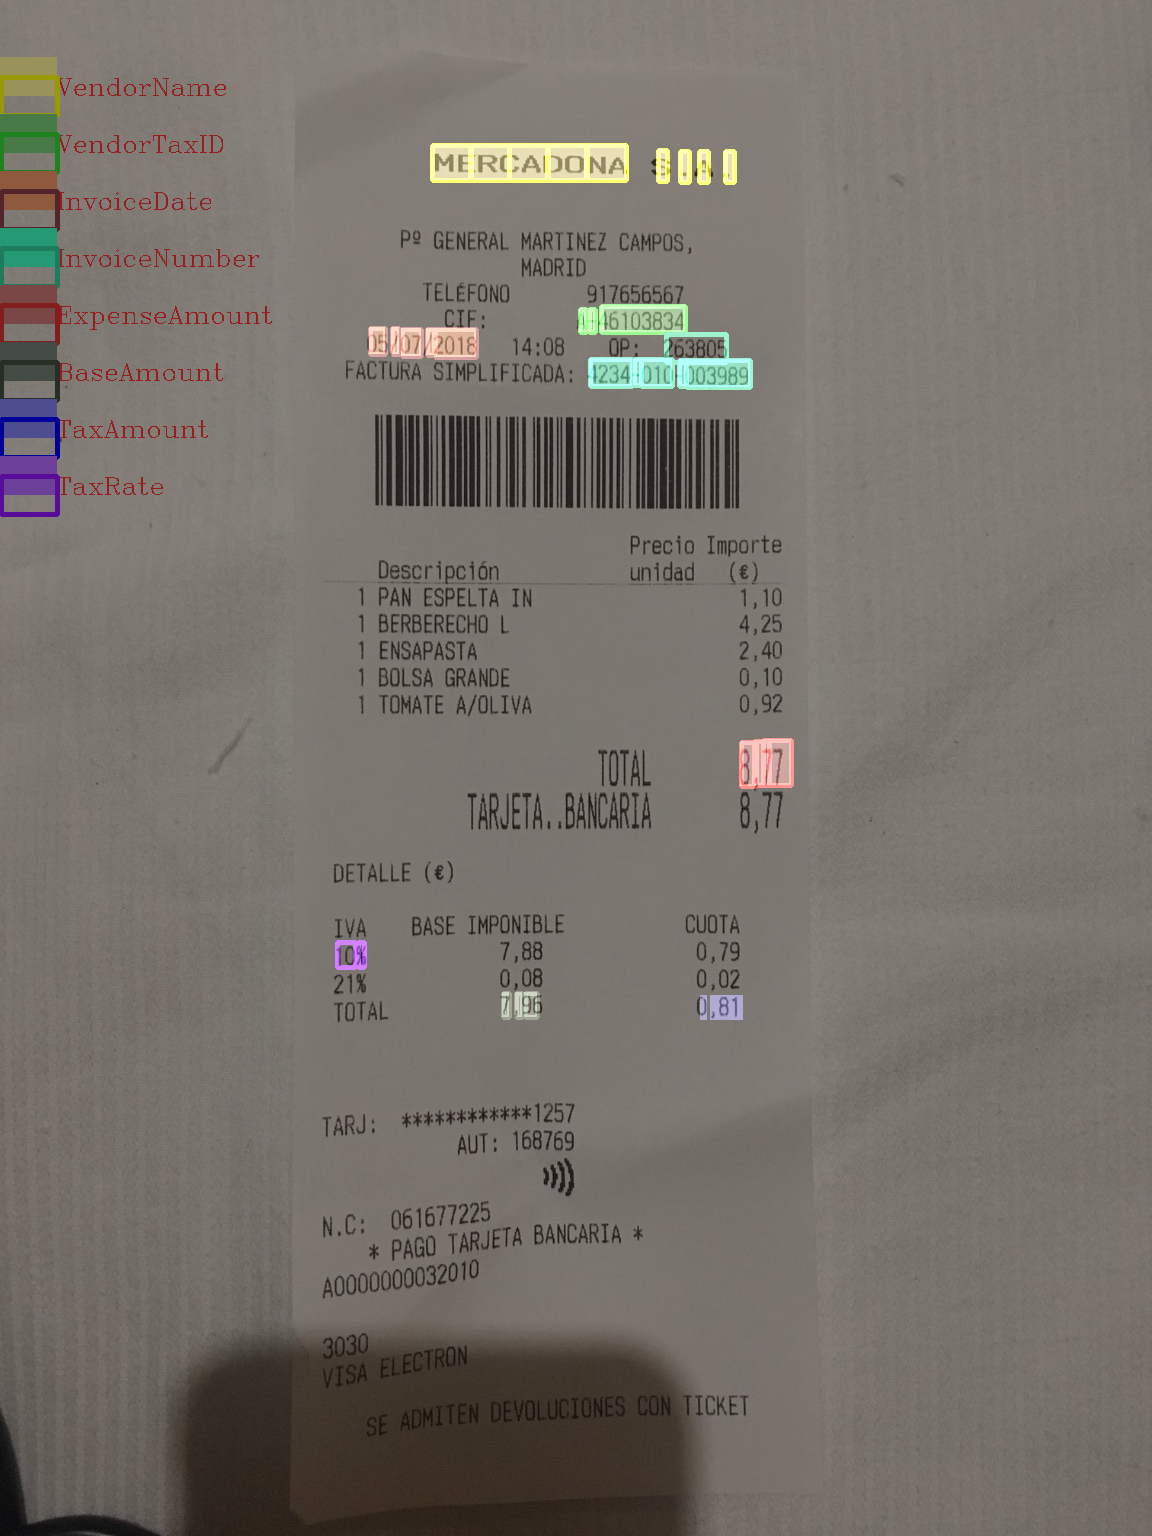 VendorName
VendorTaxID
InvoiceDate
InvoiceNumber
ExpenseAmount
BaseAmount
TaxAmount
TaxRate
MERCADONA S.A.
Pº GENERAL MARTINEZ CAMPOS,
MADRID
TELÉFONO 917656567
CIF: 46103834
05/07/2018 14:08 OP: 263805
FACTURA SIMPLIFICADA: 4234-010-003989
Precio Importe
Descripción unidad (€)
1 PAN ESPELTA IN 1,10
1 BERBERECHO L 4,25
1 ENSAPASTA 2,40
1 BOLSA GRANDE 0,10
1 TOMATE A/OLIVA 0,92
TOTAL 8,77
TARJETA..BANCARIA 8,77
DETALLE (€)
IVA BASE IMPONIBLE CUOTA
10% 7,88 0,79
21% 0,08 0,02
TOTAL 7,96 0,81
TARJ: ************1257
AUT: 168769
N.C: 061677225
* PAGO TARJETA BANCARIA *
A0000000032010
3030
VISA ELECTRON
SE ADMITEN DEVOLUCIONES CON TICKET